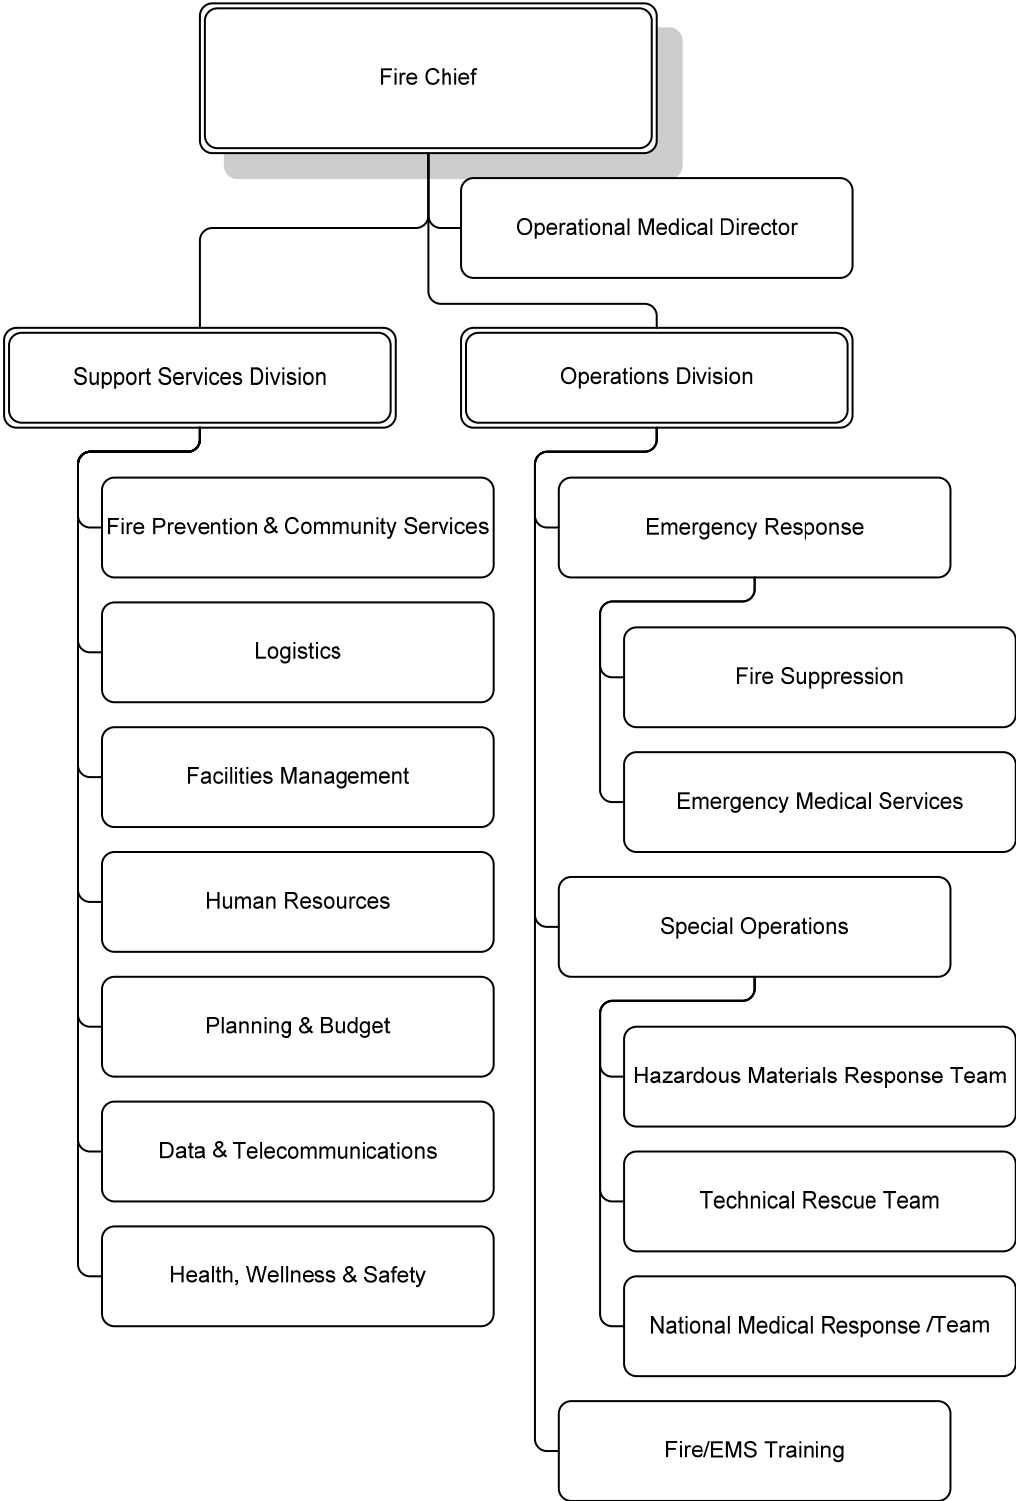 Fire Chief
Operational Medical Director
Support Services Division
Operations Division
Fire Prevention & Community Services
Logistics
Facilities Management
Human Resources
Planning & Budget
Data & Telecommunications
Health, Wellness & Safety
Emergency Response
Fire Suppression
Emergency Medical Services
Special Operations
Hazardous Materials Response Team
Technical Rescue Team
National Medical Response /Team
Fire/EMS Training